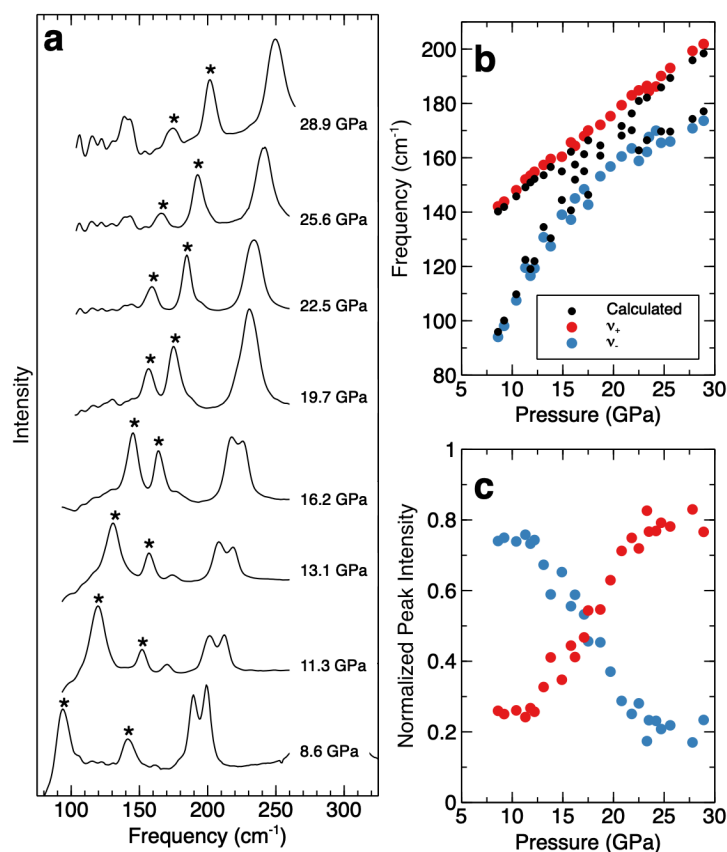 a
*
*
28.9 GPa
*
*
25.6 GPa
*
*
22.5 GPa
*
*
19.7 GPa
*
*
16.2 GPa
*
*
13.1 GPa
*
*
11.3 GPa
*
*
8.6 GPa
Intensity
100 150 200 250 300
Frequency (cm⁻¹)
b
200
180
160
140
120
100
80
Frequency (cm⁻¹)
Calculated
ν₊
ν₋
5 10 15 20 25 30
Pressure (GPa)
c
1
0.8
0.6
0.4
0.2
0
Normalized Peak Intensity
5 10 15 20 25 30
Pressure (GPa)